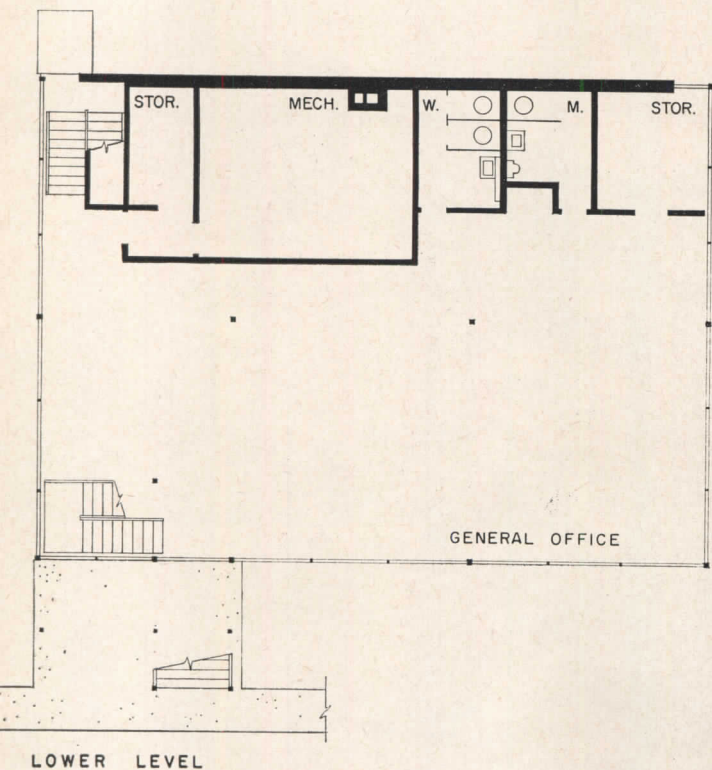 STOR.
MECH.
W.
M.
STOR.
GENERAL OFFICE
LOWER LEVEL